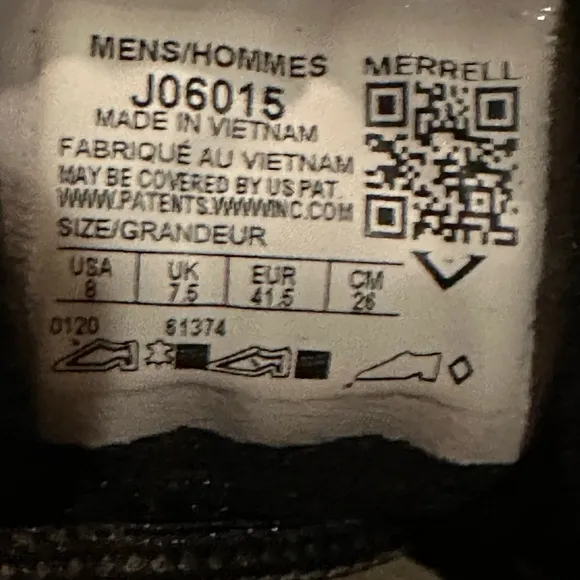 MENS/HOMMES
MERRELL
J06015
MADE IN VIETNAM
FABRIQUÉ AU VIETNAM
MAY BE COVERED BY US PAT.
WWW.PATENTS.WWWINC.COM
SIZE/GRANDEUR
USA UK EUR CM
8 7.5 41.5 26
0120 61374